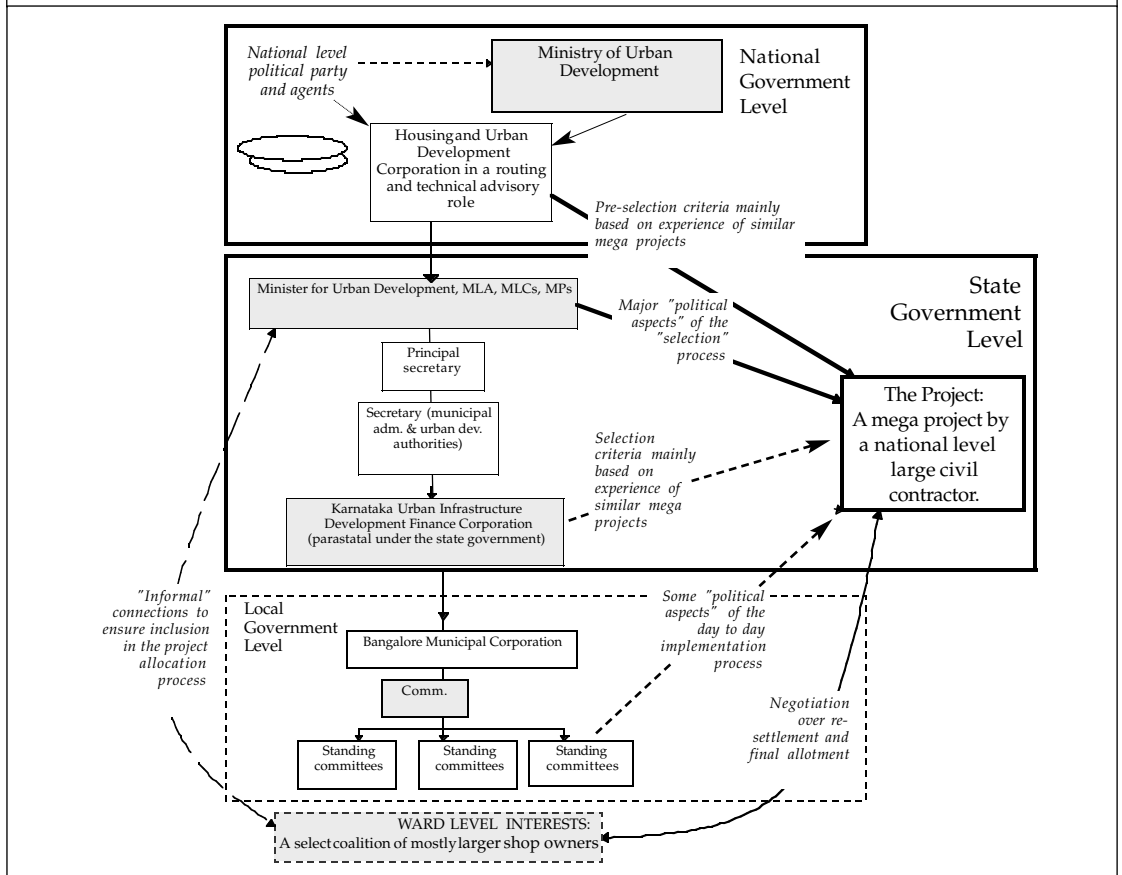 National level
political party
and agents
Ministry of Urban
Development
National
Government
Level
Housingand Urban
Development
Corporation in a routing
and technical advisory
role
Pre-selection criteria mainly
based on experience of similar
mega projects
Minister for Urban Development, MLA, MLCs, MPs
State
Government
Level
Major "political
aspects" of the
"selection"
process
Principal
secretary
Secretary (municipal
adm. & urban dev.
authorities)
The Project:
A mega project by
a national level
large civil
contractor.
Selection
criteria mainly
based on
experience of
similar mega
projects
Karnataka Urban Infrastructure
Development Finance Corporation
(parastatal under the state government)
"Informal"
connections to
ensure inclusion
in the project
allocation
process
Local
Government
Level
Some "political
aspects" of the
day to day
implementation
process
Bangalore Municipal Corporation
Comm.
Negotiation
over re-
settlement and
final allotment
Standing
committees
Standing
committees
Standing
committees
WARD LEVEL INTERESTS:
A select coalition of mostly larger shop owners